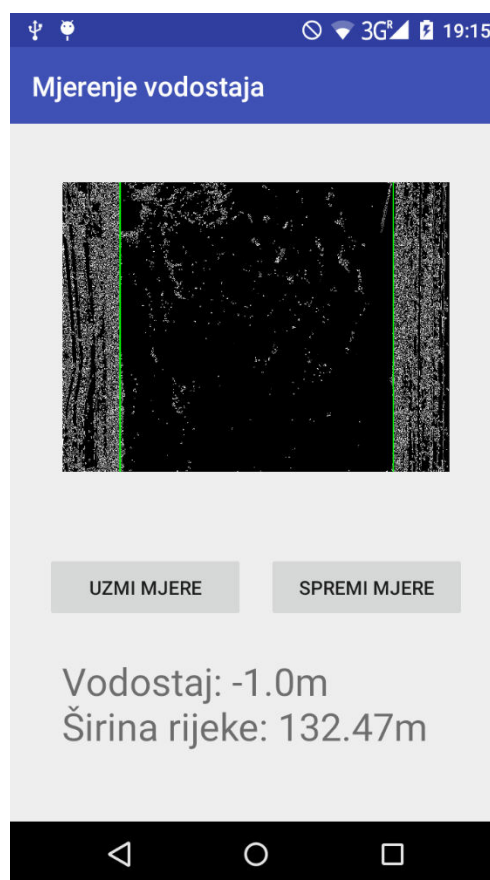 3G R 19:15
Mjerenje vodostaja
UZMI MJERE SPREMI MJERE
Vodostaj: -1.0m
Širina rijeke: 132.47m